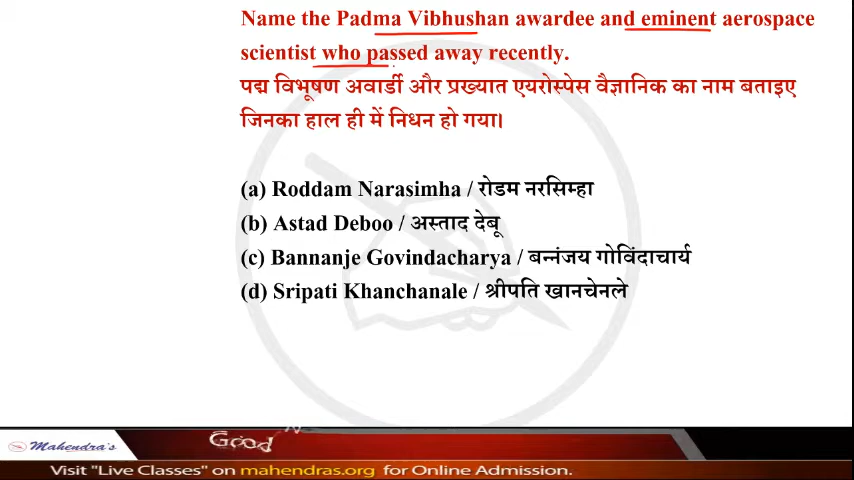 Name the Padma Vibhushan awardee and eminent aerospace
scientist who passed away recently.
पद्म विभूषण अवार्डी और प्रख्यात एयरोस्पेस वैज्ञानिक का नाम बताइए
जिनका हाल ही में निधन हो गया।
(a) Roddam Narasimha / रोडम नरसिम्हा
(b) Astad Deboo / अस्ताद देबू
(c) Bannanje Govindacharya / बन्नंजय गोविंदाचार्य
(d) Sripati Khanchanale / श्रीपति खानचेनले
Mahendra's
Good
Visit "Live Classes" on mahendras.org for Online Admission.